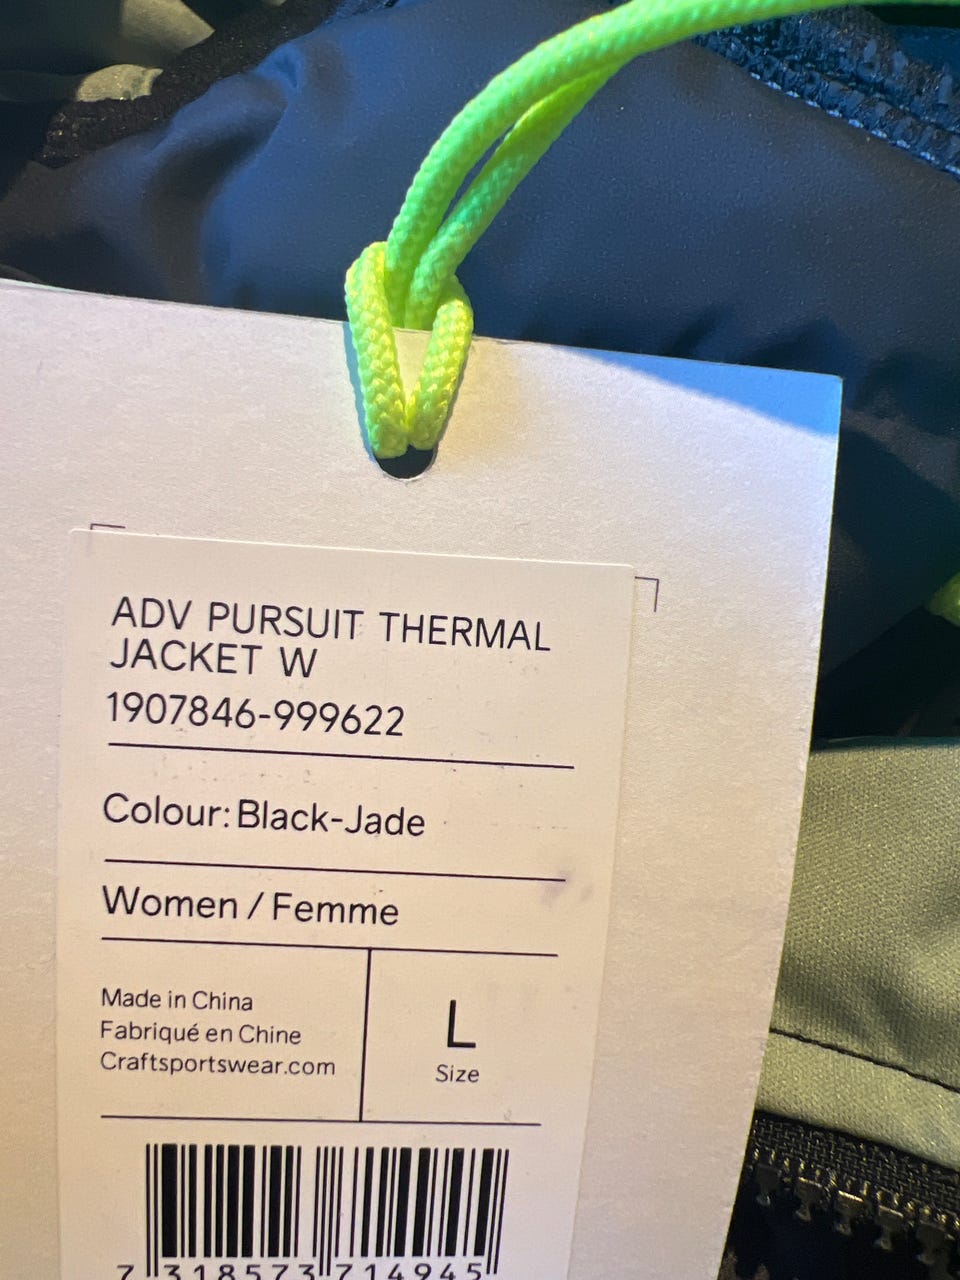 ADV PURSUIT THERMAL
JACKET W
1907846-999622
Colour: Black-Jade
Women / Femme
Made in China
Fabriqué en Chine
Craftsportswear.com
L
Size
7 318573 714945